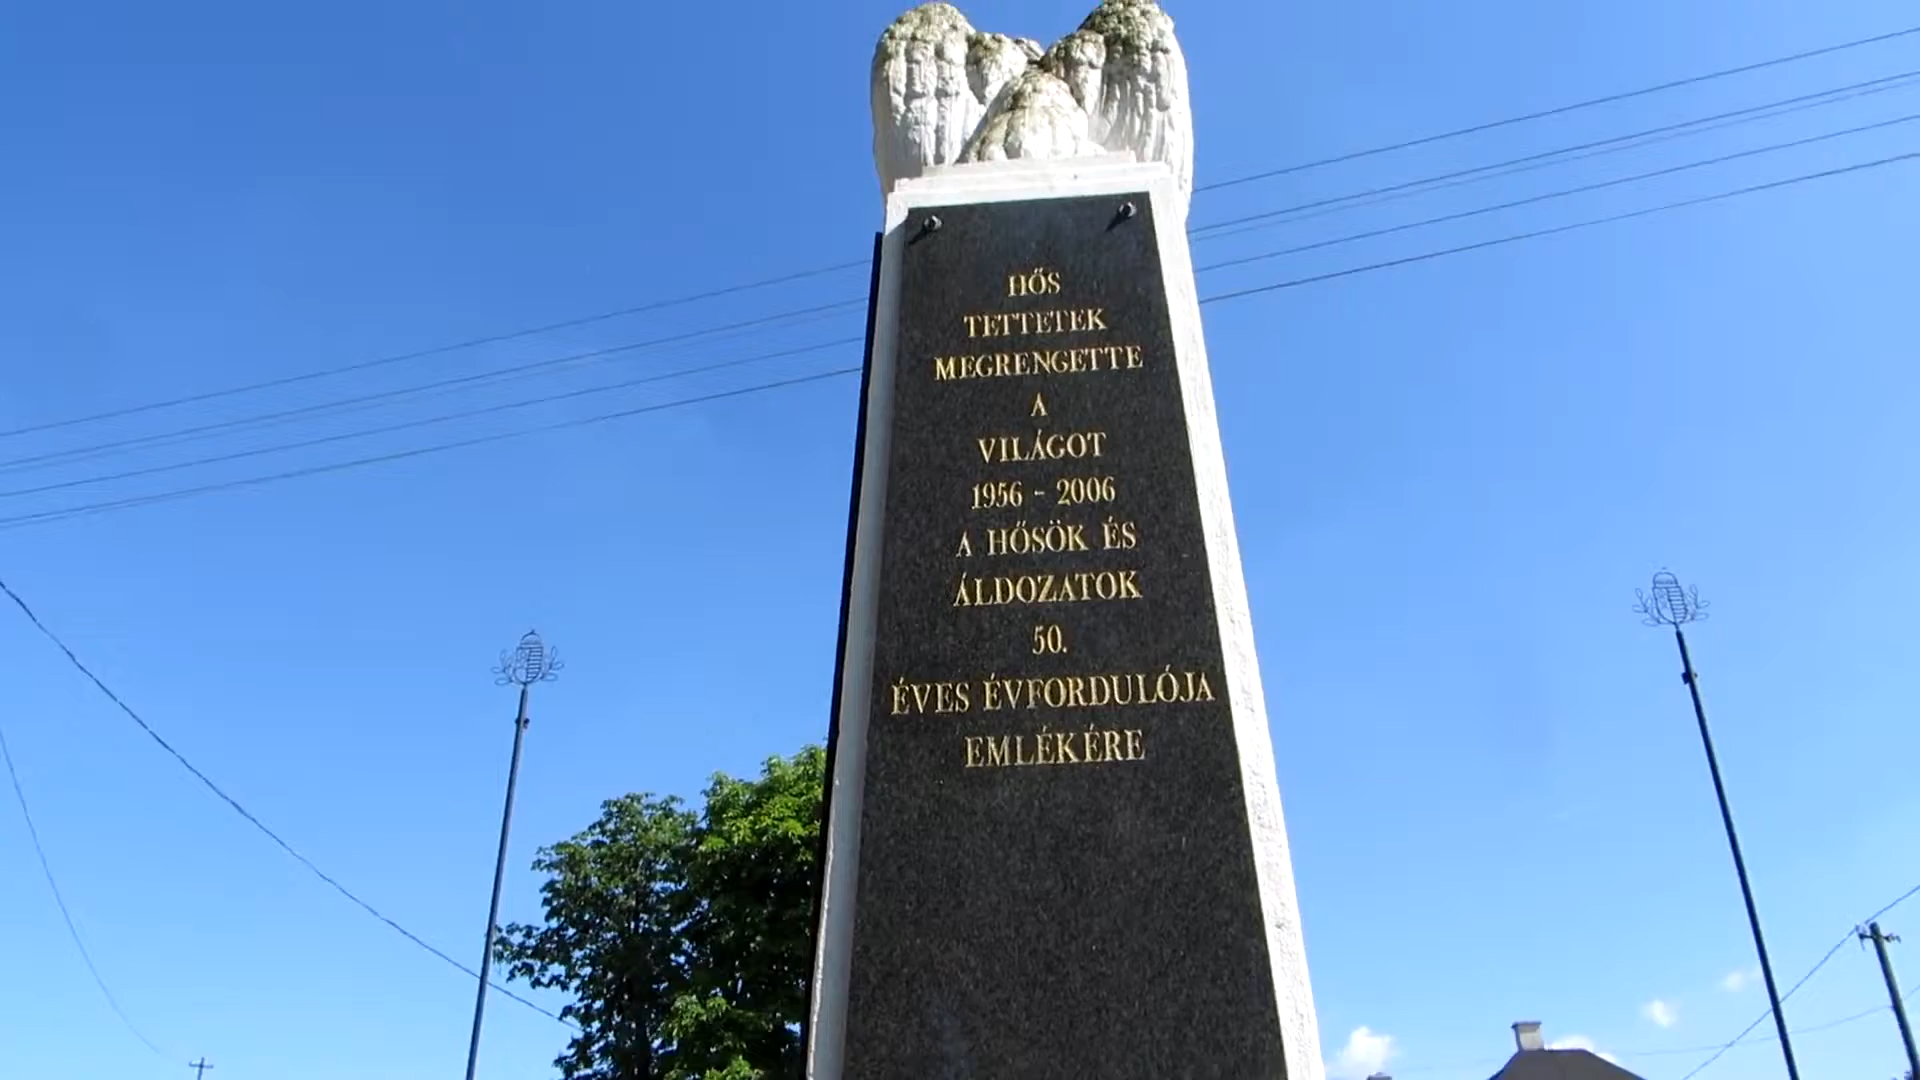 HŐS
TETTETEK
MEGRENGETTE
A
VILÁGOT
1956 - 2006
A HŐSÖK ÉS
ÁLDOZATOK
50.
ÉVES ÉVFORDULÓJA
EMLÉKÉRE